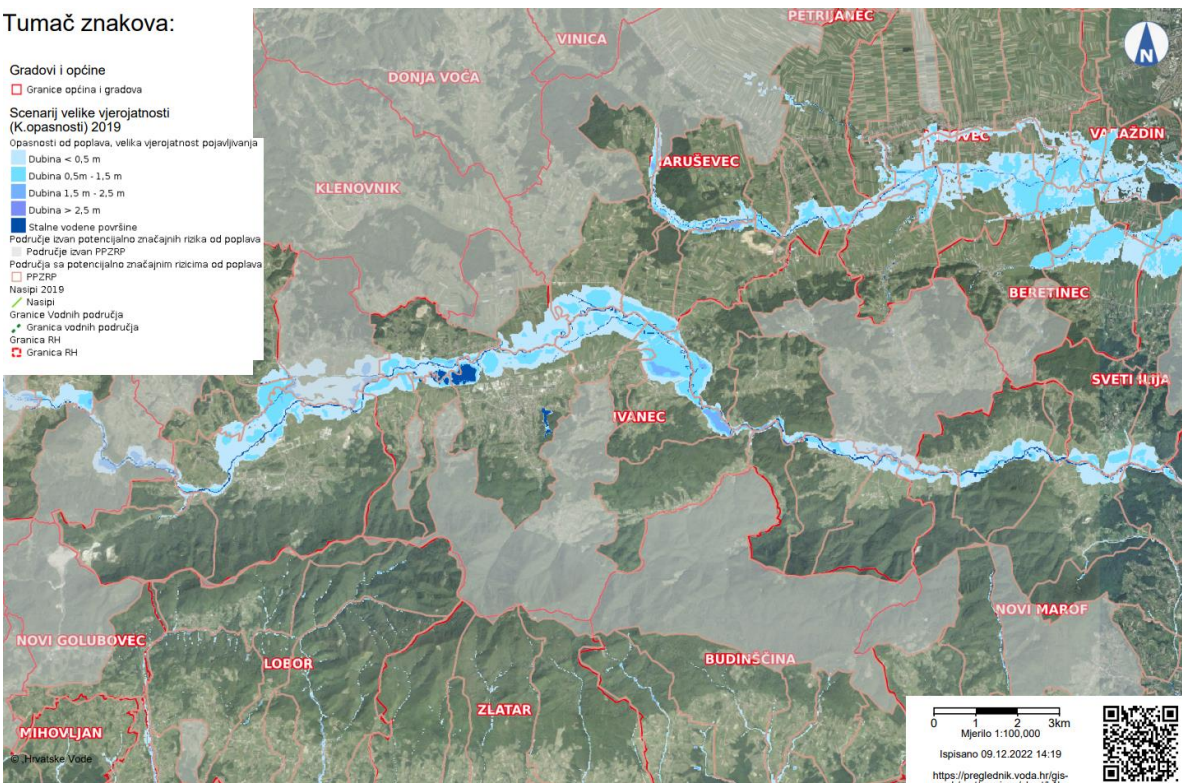 Tumač znakova:
Gradovi i općine
Granice općina i gradova
Scenarij velike vjerojatnosti
(K.opasnosti) 2019
Opasnosti od poplava, velika vjerojatnost pojavljivanja
Dubina < 0,5 m
Dubina 0,5m - 1,5 m
Dubina 1,5 m - 2,5 m
Dubina > 2,5 m
Stalne vodene površine
Područje izvan potencijalno značajnih rizika od poplava
Područje izvan PPZRP
Područja sa potencijalno značajnim rizicima od poplava
PPZRP
Nasipi 2019
Nasipi
Granice Vodnih područja
Granica vodnih područja
Granica RH
Granica RH
PETRIJANEC
VINICA
N
DONJA VOĆA
MARUŠEVEC
VARAŽDIN
KLENOVNIK
BERETINEC
SVETI ILIJA
IVANEC
NOVI MAROF
NOVI GOLUBOVEC
LOBOR
BUDINŠČINA
ZLATAR
MIHOVLJAN
© Hrvatske Vode
0 1 2 3km
Mjerilo 1:100,000
Ispisano 09.12.2022 14:19
https://preglednik.voda.hr/gis-